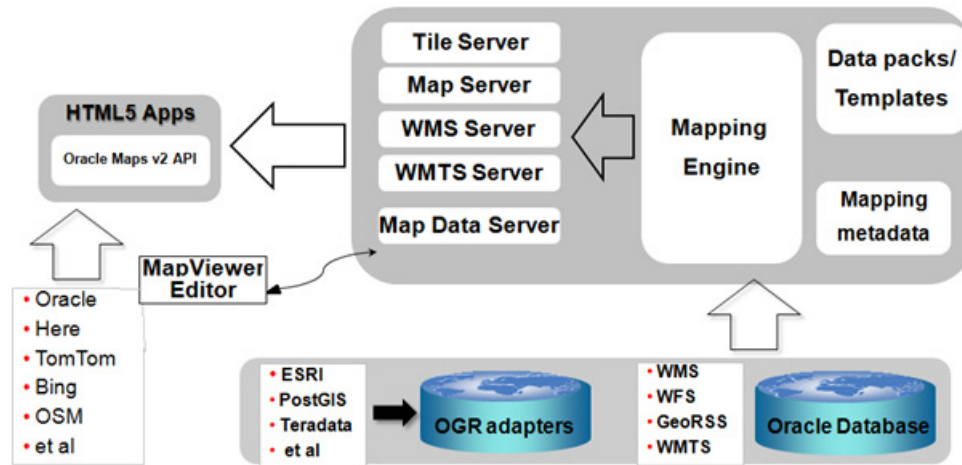 Tile Server
Map Server
WMS Server
WMTS Server
Map Data Server
Mapping
Engine
Data packs/
Templates
Mapping
metadata
HTML5 Apps
Oracle Maps v2 API
MapViewer
Editor
• Oracle
• Here
• TomTom
• Bing
• OSM
• et al
• ESRI
• PostGIS
• Teradata
• et al
OGR adapters
• WMS
• WFS
• GeoRSS
• WMTS
Oracle Database